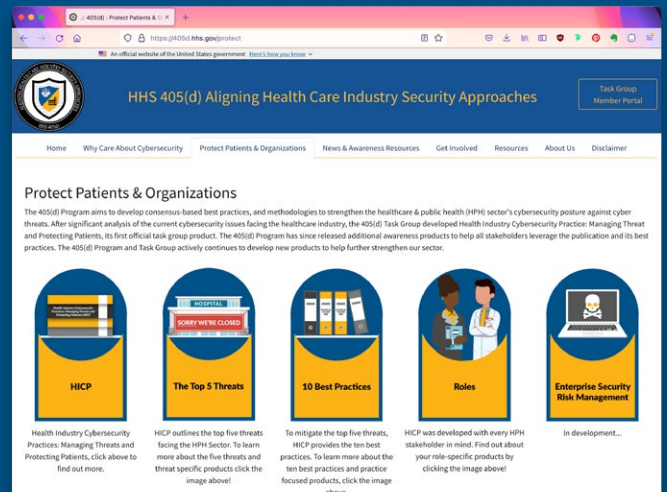 .:: 405(d) :: Protect Patients & O
https://405d.hhs.gov/protect
An official website of the United States government Here's how you know
HHS 405(d) Aligning Health Care Industry Security Approaches
Task Group
Member Portal
Home Why Care About Cybersecurity Protect Patients & Organizations News & Awareness Resources Get Involved Resources About Us Disclaimer
Protect Patients & Organizations
The 405(d) Program aims to develop consensus-based best practices, and methodologies to strengthen the healthcare & public health (HPH) sector's cybersecurity posture against cyber
threats. After significant analysis of the current cybersecurity issues facing the healthcare industry, the 405(d) Task Group developed Health Industry Cybersecurity Practice: Managing Threat
and Protecting Patients, its first official task group product. The 405(d) Program has since released additional awareness products to help all stakeholders leverage the publication and its best
practices. The 405(d) Program and Task Group actively continues to develop new products to help further strengthen our sector.
Health Industry Cybersecurity
Practices: Managing Threats and
Protecting Patients (HICP)
HICP
Health Industry Cybersecurity
Practices: Managing Threats and
Protecting Patients, click above to
find out more.
HOSPITAL
SORRY WE'RE CLOSED
The Top 5 Threats
HICP outlines the top five threats
facing the HPH Sector. To learn
more about the five threats and
threat specific products click the
image above!
10 Best Practices
To mitigate the top five threats,
HICP provides the ten best
practices. To learn more about the
ten best practices and practice
focused products, click the image
above
Roles
HICP was developed with every HPH
stakeholder in mind. Find out about
your role-specific products by
clicking the image above!
Enterprise Security
Risk Management
In development...